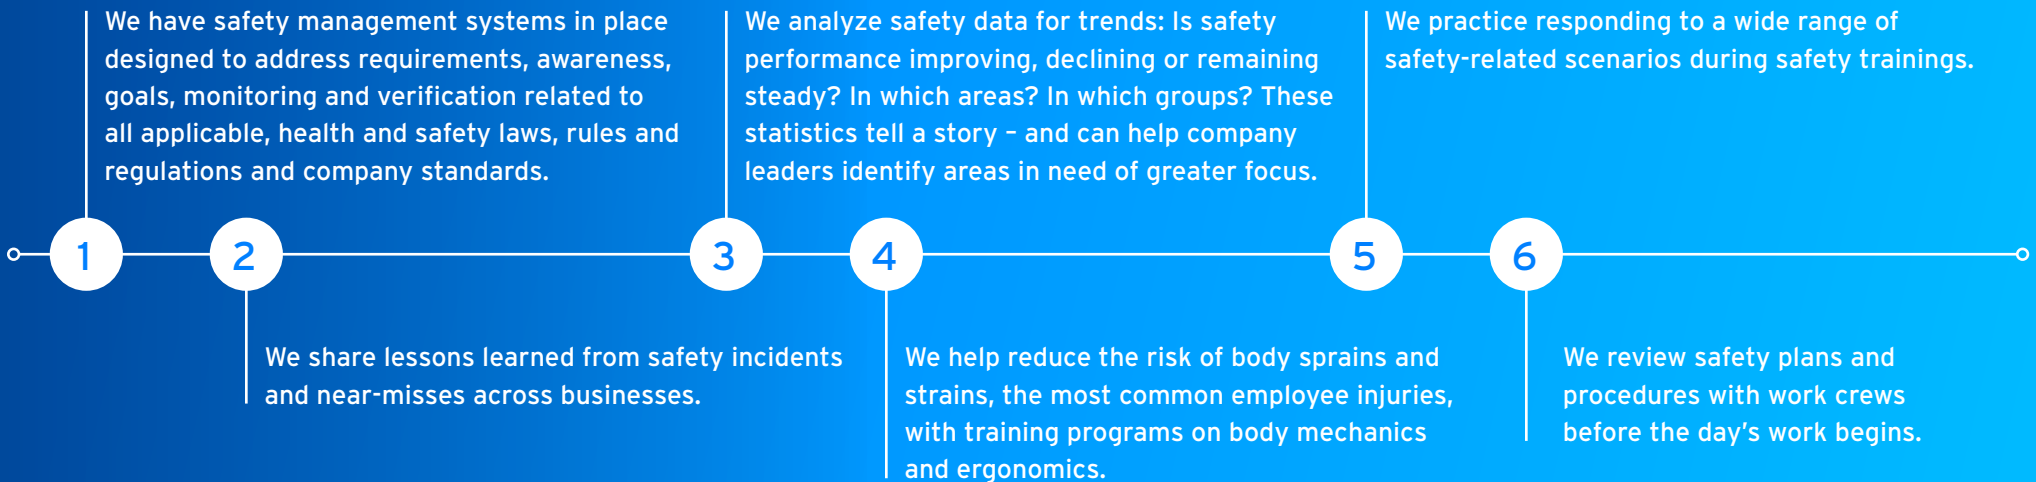 We have safety management systems in place
designed to address requirements, awareness,
goals, monitoring and verification related to
all applicable, health and safety laws, rules and
regulations and company standards.
1
2
We share lessons learned from safety incidents
and near-misses across businesses.
We analyze safety data for trends: Is safety
performance improving, declining or remaining
steady? In which areas? In which groups? These
statistics tell a story – and can help company
leaders identify areas in need of greater focus.
3
4
We help reduce the risk of body sprains and
strains, the most common employee injuries,
with training programs on body mechanics
and ergonomics.
We practice responding to a wide range of
safety-related scenarios during safety trainings.
5
6
We review safety plans and
procedures with work crews
before the day's work begins.